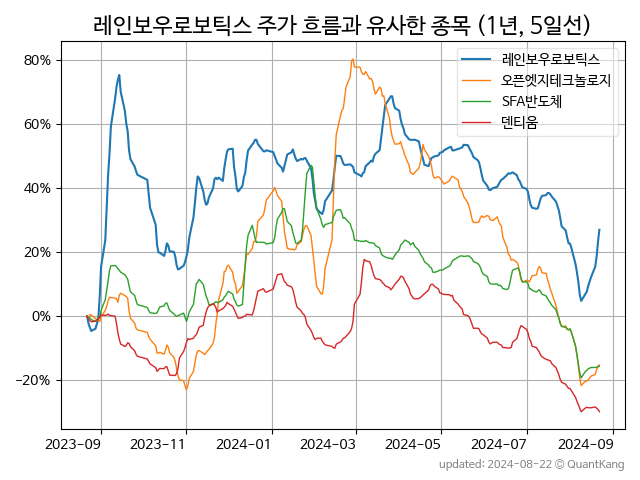 레인보우로보틱스 주가 흐름과 유사한 종목 (1년, 5일선)
레인보우로보틱스
오픈엣지테크놀로지
SFA반도체
덴티움
80%
60%
40%
20%
0%
−20%
2023-09 2023-11 2024-01 2024-03 2024-05 2024-07 2024-09
updated: 2024-08-22 © QuantKang